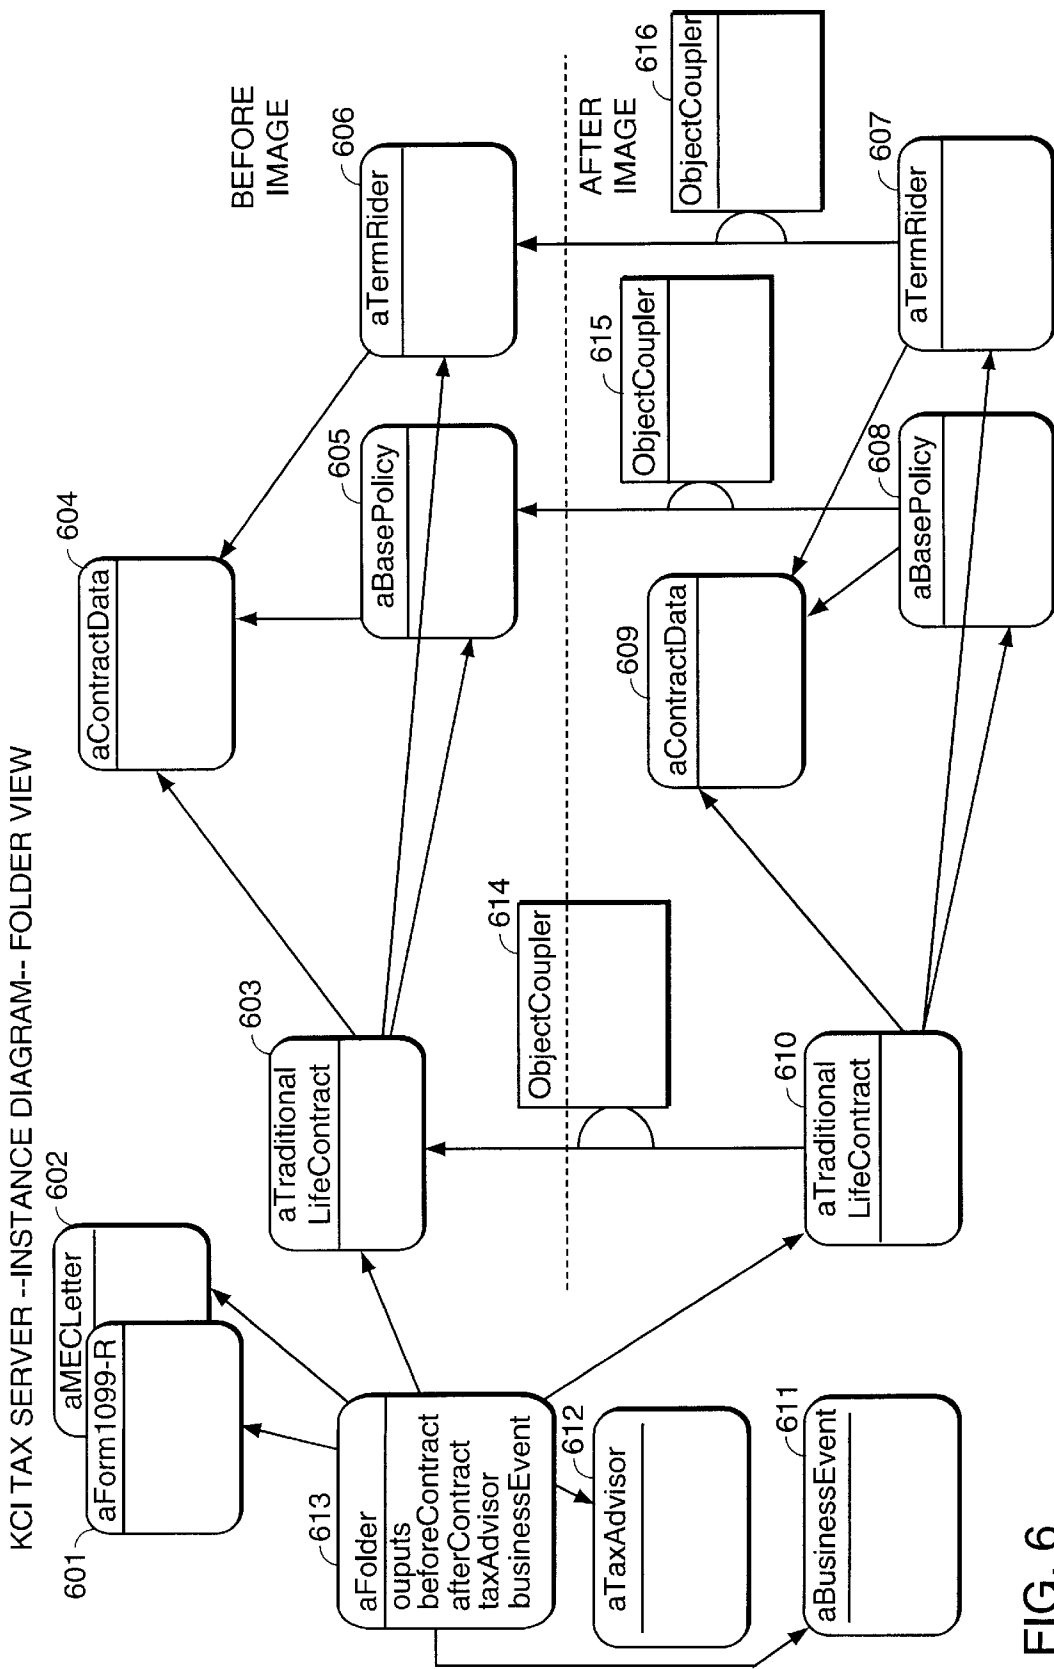 KCI TAX SERVER --INSTANCE DIAGRAM-- FOLDER VIEW
601
aForm1099-R
602
aMECLetter
613
aFolder
ouputs
beforeContract
afterContract
taxAdvisor
businessEvent
612
aTaxAdvisor
611
aBusinessEvent
603
aTraditional
LifeContract
604
aContractData
605
aBasePolicy
606
aTermRider
BEFORE
IMAGE
AFTER
IMAGE
614
ObjectCoupler
615
ObjectCoupler
616
ObjectCoupler
610
aTraditional
LifeContract
609
aContractData
608
aBasePolicy
607
aTermRider
FIG. 6